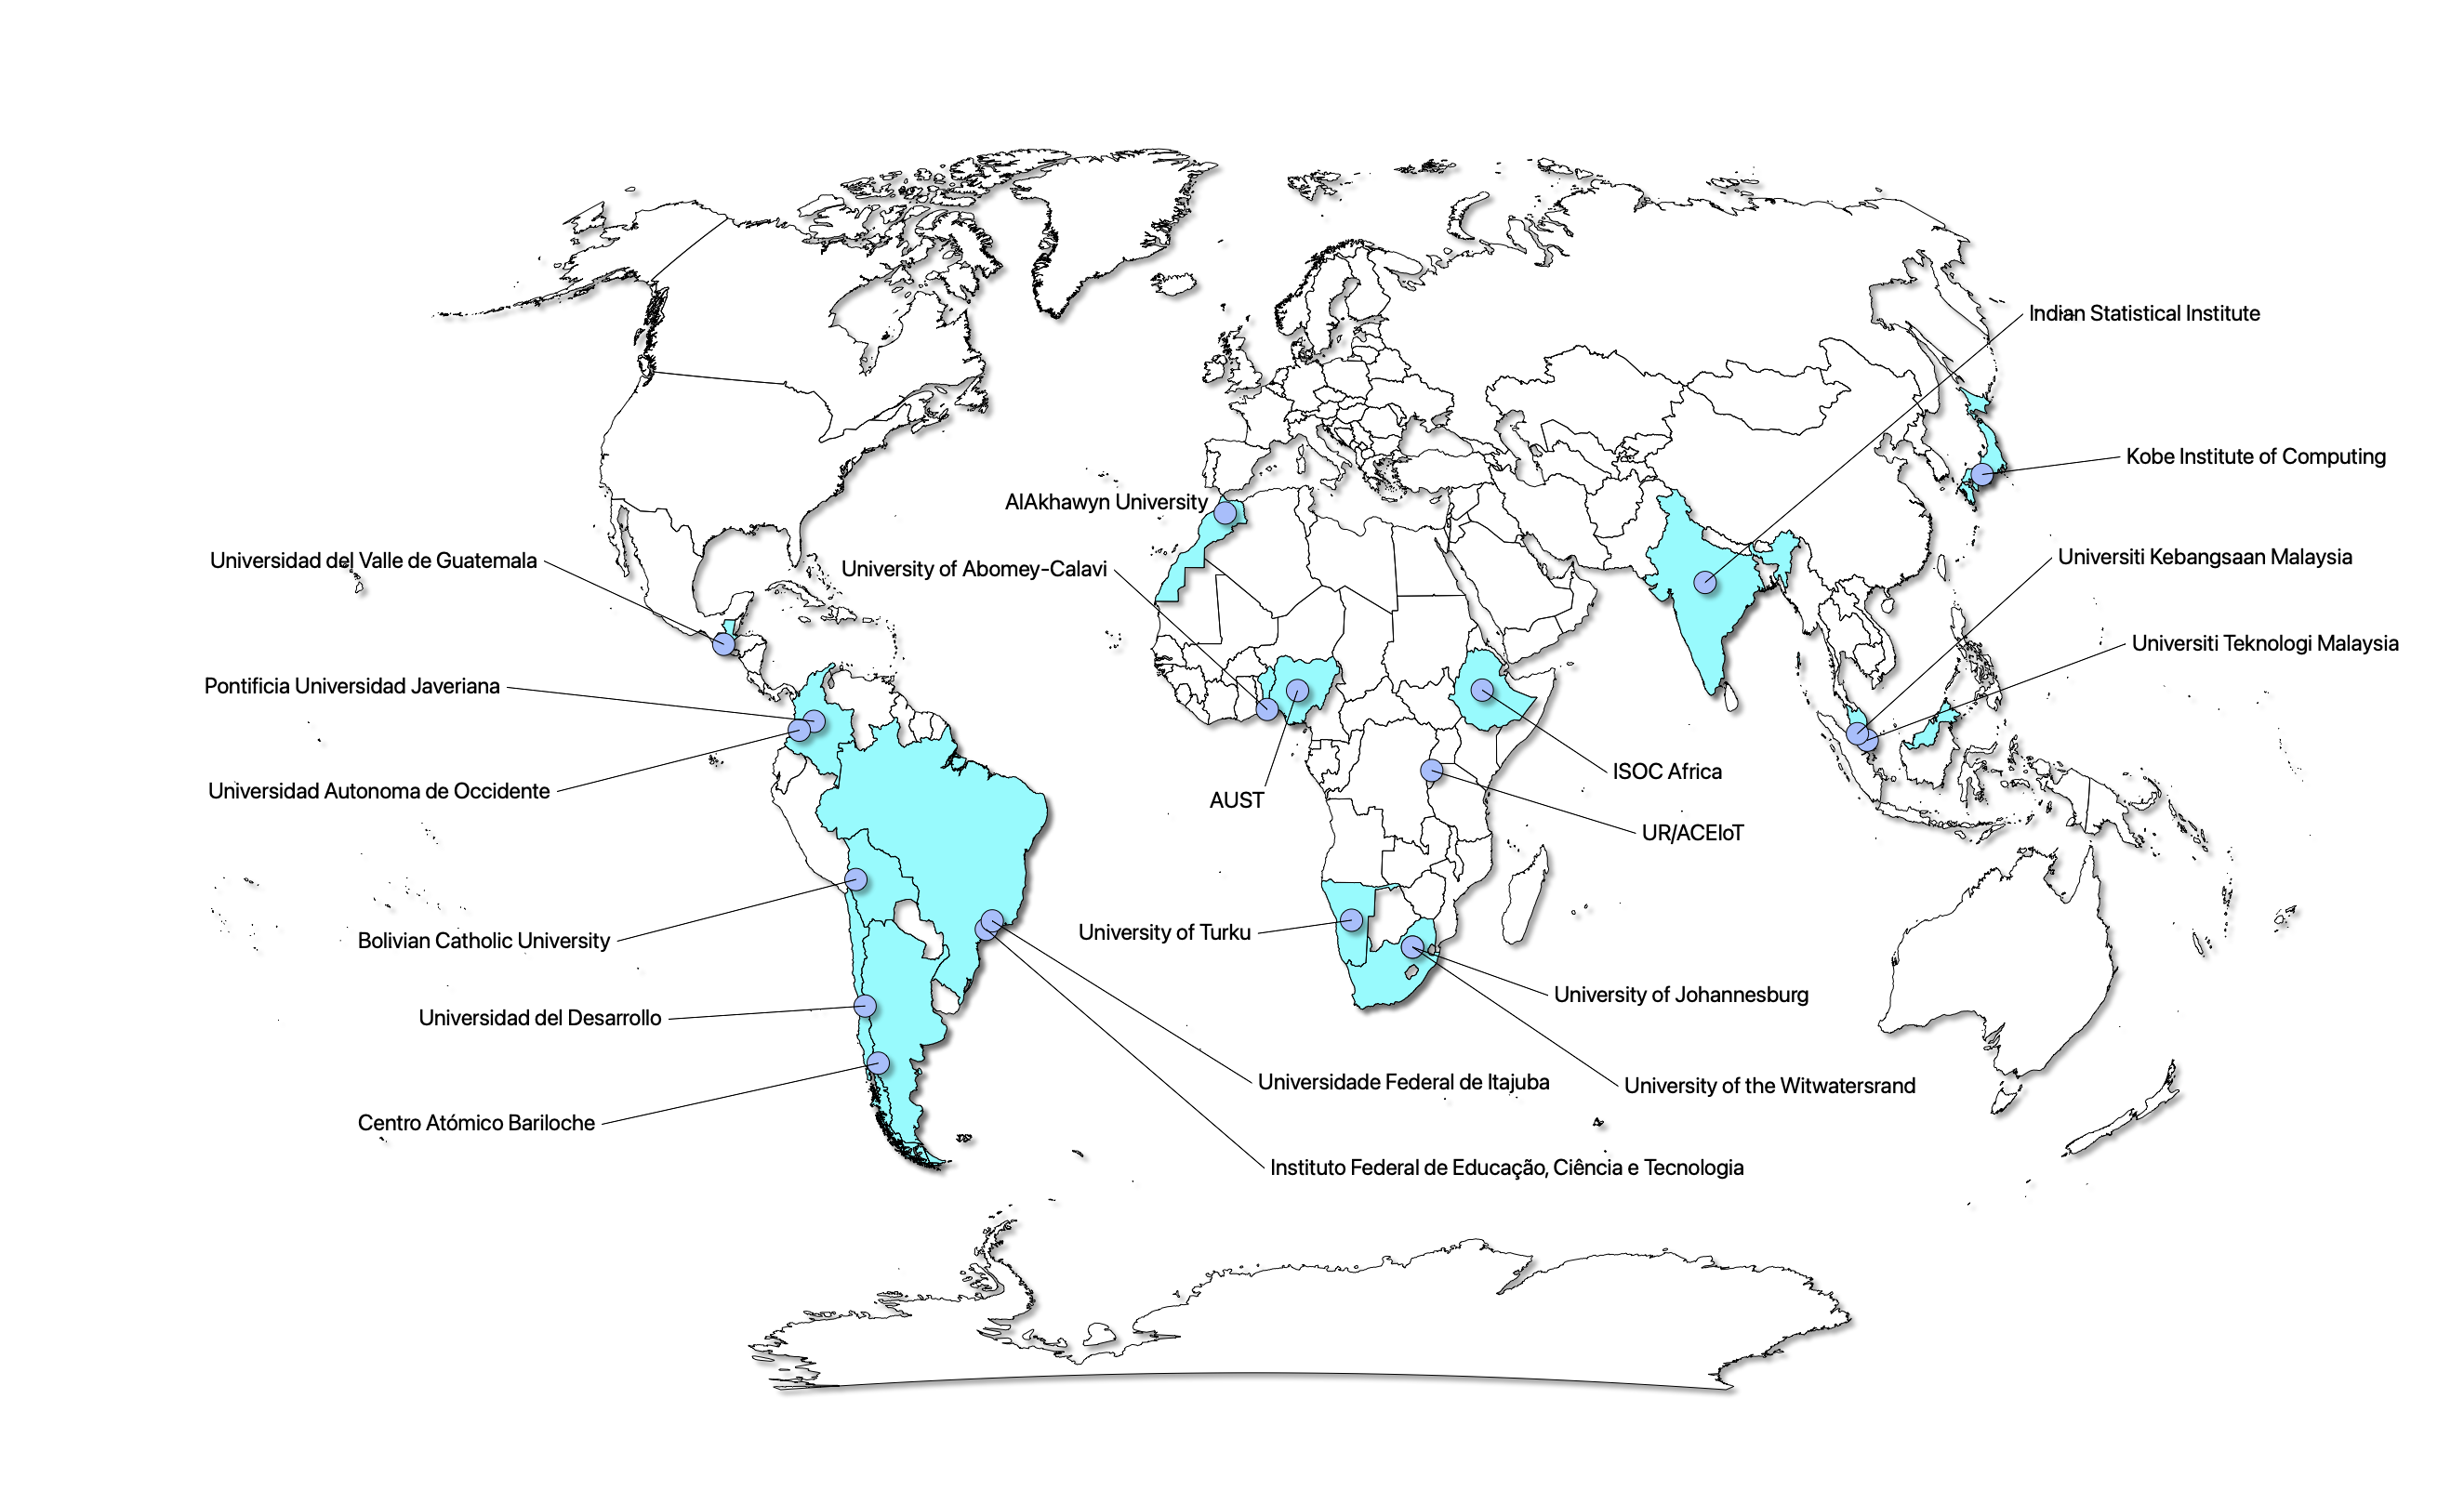 Indian Statistical Institute
Kobe Institute of Computing
AlAkhawyn University
Universiti Kebangsaan Malaysia
Universidad del Valle de Guatemala
University of Abomey-Calavi
Universiti Teknologi Malaysia
Pontificia Universidad Javeriana
ISOC Africa
Universidad Autonoma de Occidente
AUST
UR/ACEIoT
University of Turku
Bolivian Catholic University
University of Johannesburg
Universidad del Desarrollo
Universidade Federal de Itajuba
University of the Witwatersrand
Centro Atómico Bariloche
Instituto Federal de Educação, Ciência e Tecnologia